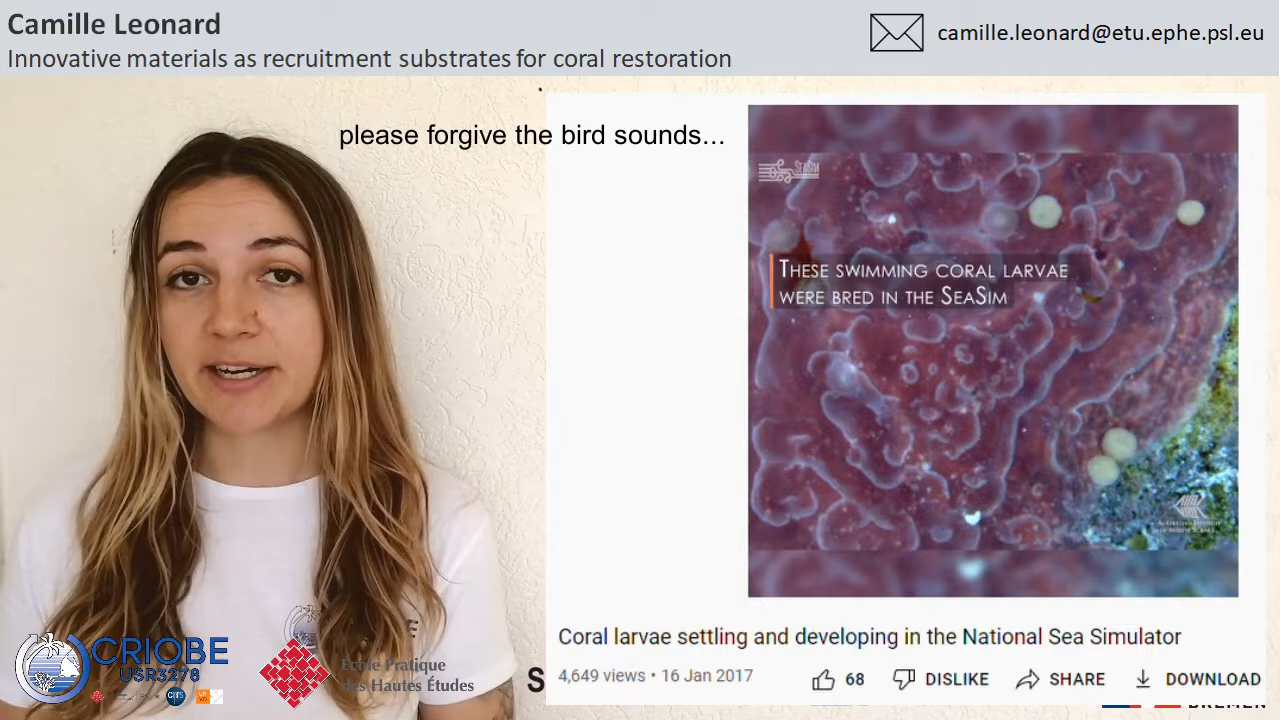 Camille Leonard
Innovative materials as recruitment substrates for coral restoration
camille.leonard@etu.ephe.psl.eu
please forgive the bird sounds...
SEASIM
THESE SWIMMING CORAL LARVAE
WERE BRED IN THE SEASIM
Coral larvae settling and developing in the National Sea Simulator
4,649 views • 16 Jan 2017
68
DISLIKE
SHARE
DOWNLOAD
CRIOBE
USR3278
cnrs
École Pratique
des Hautes Études
S
BREMEN